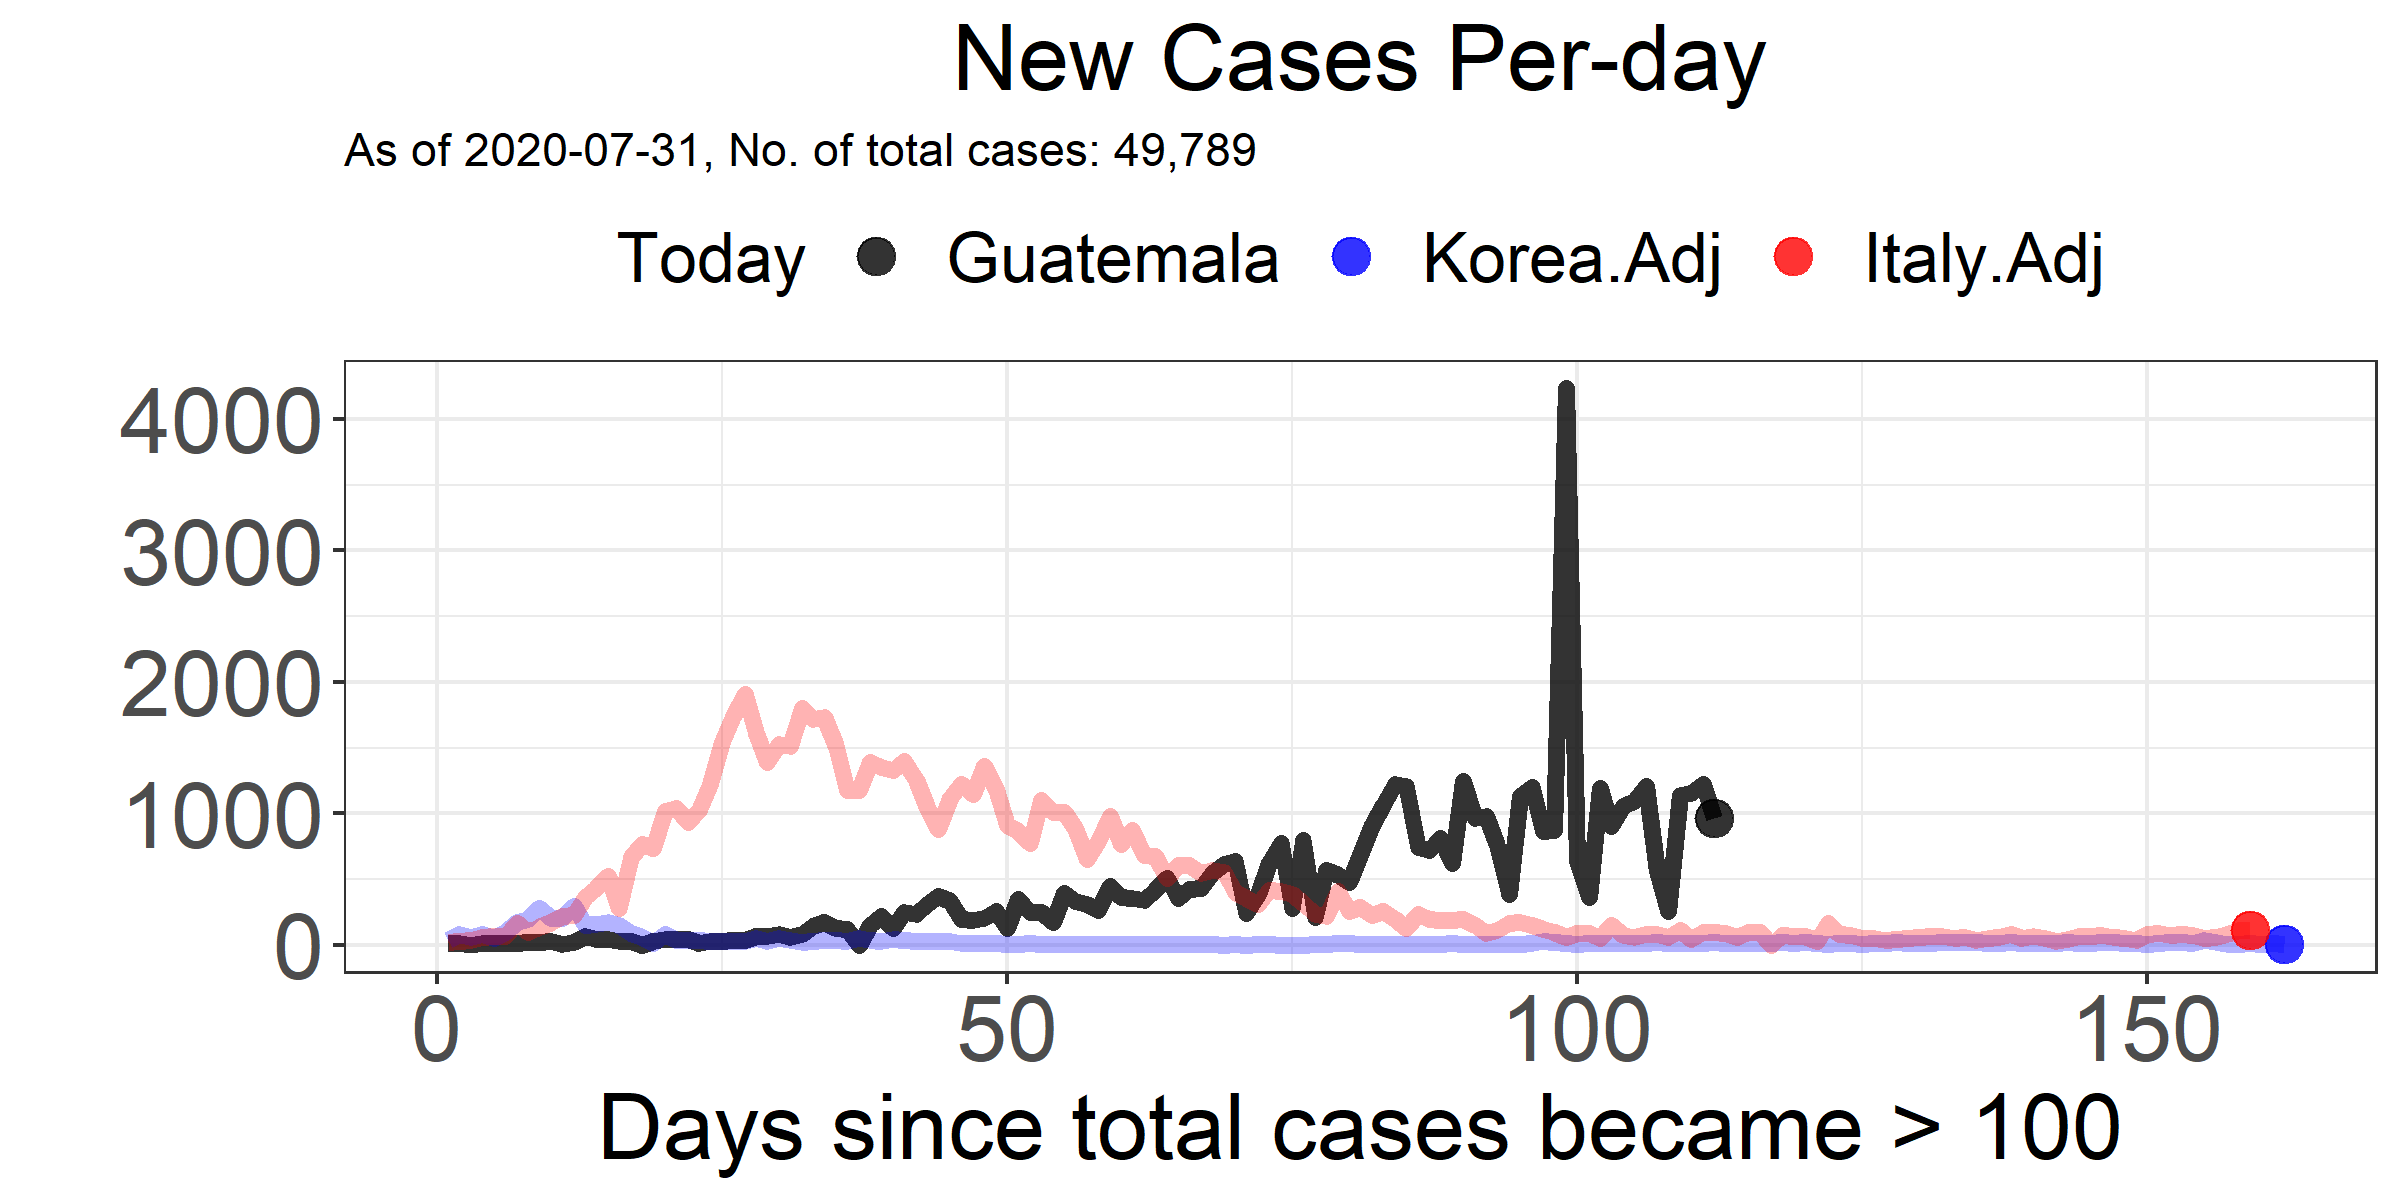 New Cases Per-day
As of 2020-07-31, No. of total cases: 49,789
Today Guatemala Korea.Adj Italy.Adj
4000
3000
2000
1000
0
0 50 100 150
Days since total cases became > 100